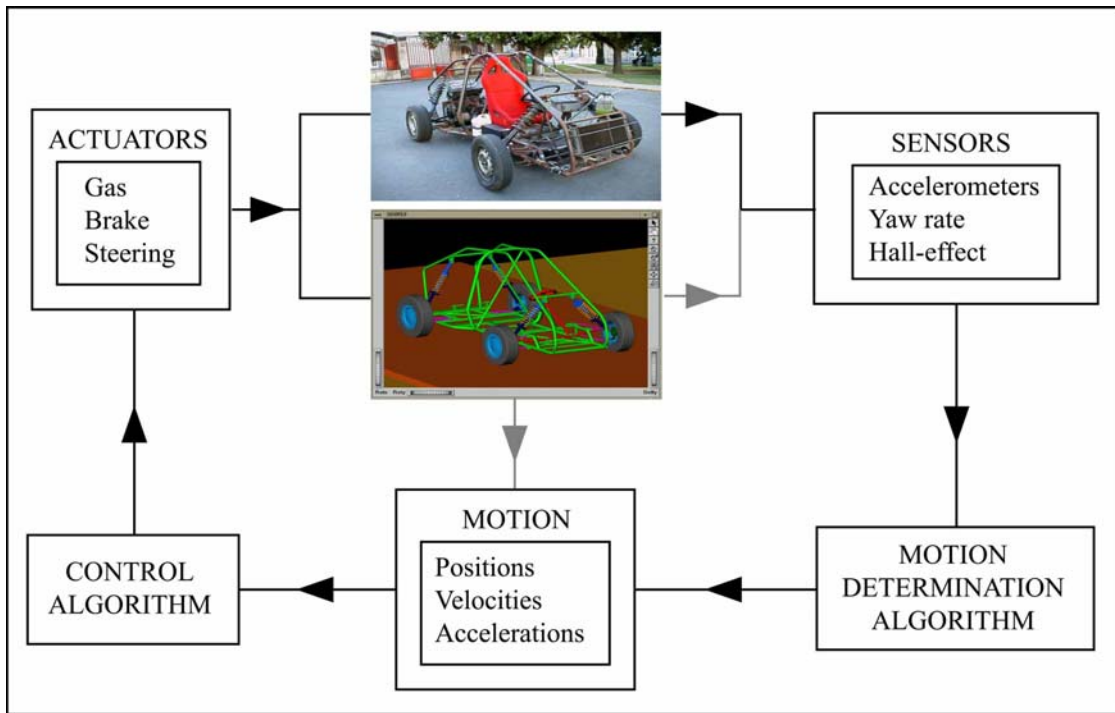 ACTUATORS
Gas
Brake
Steering
SENSORS
Accelerometers
Yaw rate
Hall-effect
MOTION
Positions
Velocities
Accelerations
CONTROL
ALGORITHM
MOTION
DETERMINATION
ALGORITHM